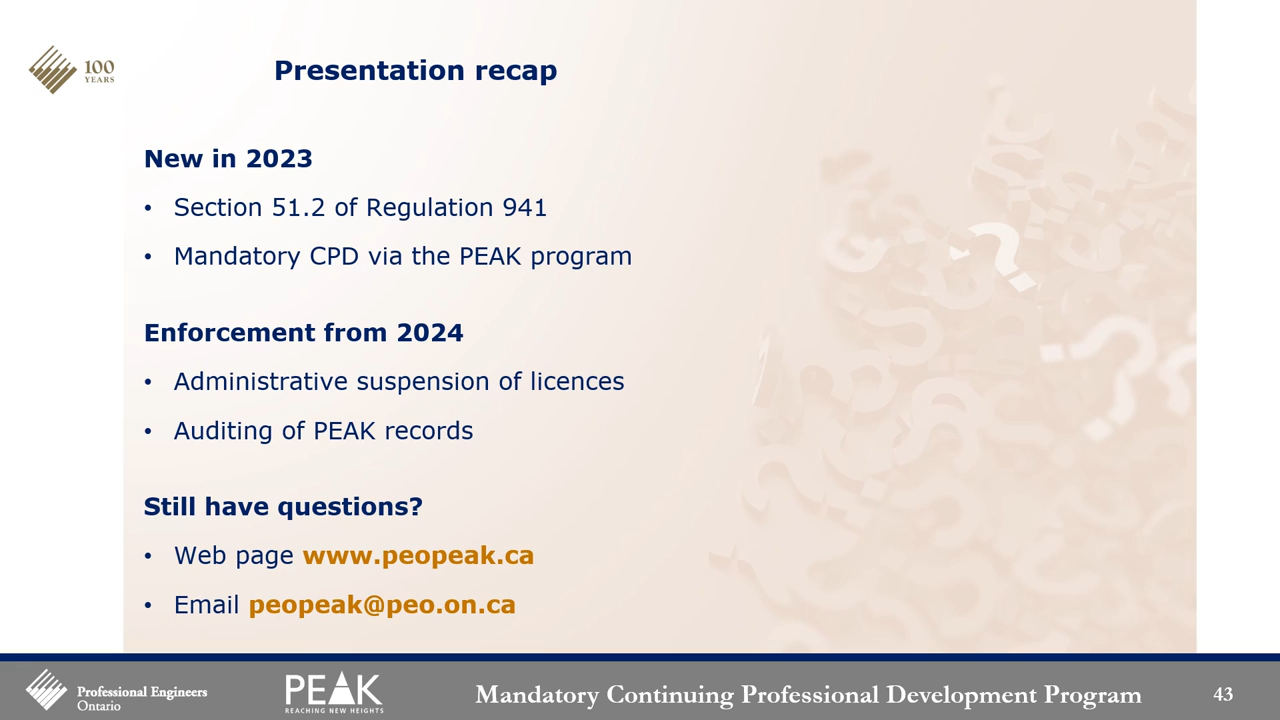 100
YEARS
Presentation recap
New in 2023
• Section 51.2 of Regulation 941
• Mandatory CPD via the PEAK program
Enforcement from 2024
• Administrative suspension of licences
• Auditing of PEAK records
Still have questions?
• Web page www.peopeak.ca
• Email peopeak@peo.on.ca
Professional Engineers
Ontario
PEAK
REACHING NEW HEIGHTS
Mandatory Continuing Professional Development Program
43